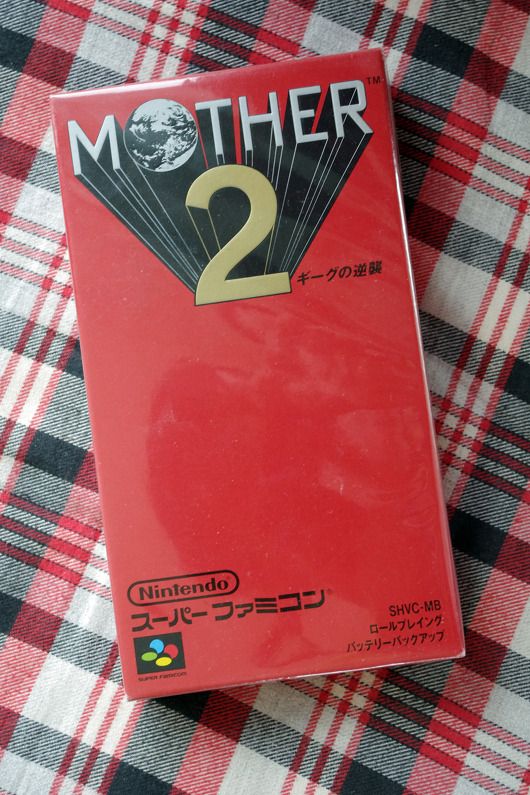 MOTHER™
2
ギーグの逆襲
Nintendo®
スーパーファミコン®
SUPER FAMICOM
SHVC-MB
ロールプレイング
バッテリーバックアップ